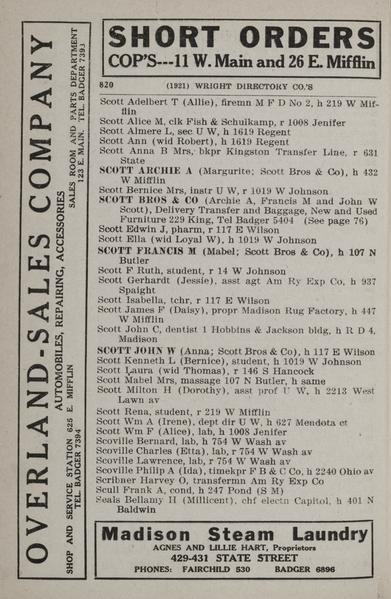 SHORT ORDERS
COP'S---11 W. Main and 26 E. Mifflin
OVERLAND-SALES COMPANY
AUTOMOBILES, REPAIRING, ACCESSORIES
SHOP AND SERVICE STATION 526 E. MIFFLIN
TEL. BADGER 7394
SALES ROOM AND PARTS DEPARTMENT
123 E. MAIN, TEL. BADGER 7393
820 (1921) WRIGHT DIRECTORY CO.'S
Scott Adelbert T (Allie), firemn M F D No 2, h 219 W Mif-
flin
Scott Alice M, clk Fish & Schulkamp, r 1008 Jenifer
Scott Almere L, sec U W, h 1619 Regent
Scott Ann (wid Robert), h 1619 Regent
Scott Anna B Mrs, bkpr Kingston Transfer Line, r 631
State
SCOTT ARCHIE A (Margurite; Scott Bros & Co), h 432
W Mifflin
Scott Bernice Mrs, instr U W, r 1019 W Johnson
SCOTT BROS & CO (Archie A, Francis M and John W
Scott), Delivery Transfer and Baggage, New and Used
Furniture 229 King, Tel Badger 5404 (See page 76)
Scott Edwin J, pharm, r 117 E Wilson
Scott Ella (wid Loyal W), h 1019 W Johnson
SCOTT FRANCIS M (Mabel; Scott Bros & Co), h 107 N
Butler
Scott F Ruth, student, r 14 W Johnson
Scott Gerhardt (Jessie), asst agt Am Ry Exp Co, h 937
Spaight
Scott Isabella, tchr, r 117 E Wilson
Scott James F (Daisy), propr Madison Rug Factory, h 447
W Mifflin
Scott John C, dentist 1 Hobbins & Jackson bldg, h R D 4,
Madison
SCOTT JOHN W (Anna; Scott Bros & Co), h 117 E Wilson
Scott Kenneth L (Bernice), student, h 1019 W Johnson
Scott Laura (wid Thomas), r 146 S Hancock
Scott Mabel Mrs, massage 107 N Butler, h same
Scott Milton H (Dorothy), asst prof U W, h 2213 West
Lawn av
Scott Rena, student, r 219 W Mifflin
Scott Wm A (Irene), dept dir U W, h 627 Mendota ct
Scott Wm F (Alice), lab, h 1008 Jenifer
Scoville Bernard, lab, h 754 W Wash av
Scoville Charles (Etta), lab, r 754 W Wash av
Scoville Lawrence, lab, r 754 W Wash av
Scoville Philip A (Ida), timekpr F B & C Co, h 2240 Ohio av
Scribner Harvey O, transfermn Am Ry Exp Co
Scull Frank A, cond, h 247 Pond (S M)
Seals Bellamy H (Millicent), chf electn Capitol, h 401 N
Baldwin
Madison Steam Laundry
AGNES AND LILLIE HART, Proprietors
429-431 STATE STREET
PHONES: FAIRCHILD 530 BADGER 6896